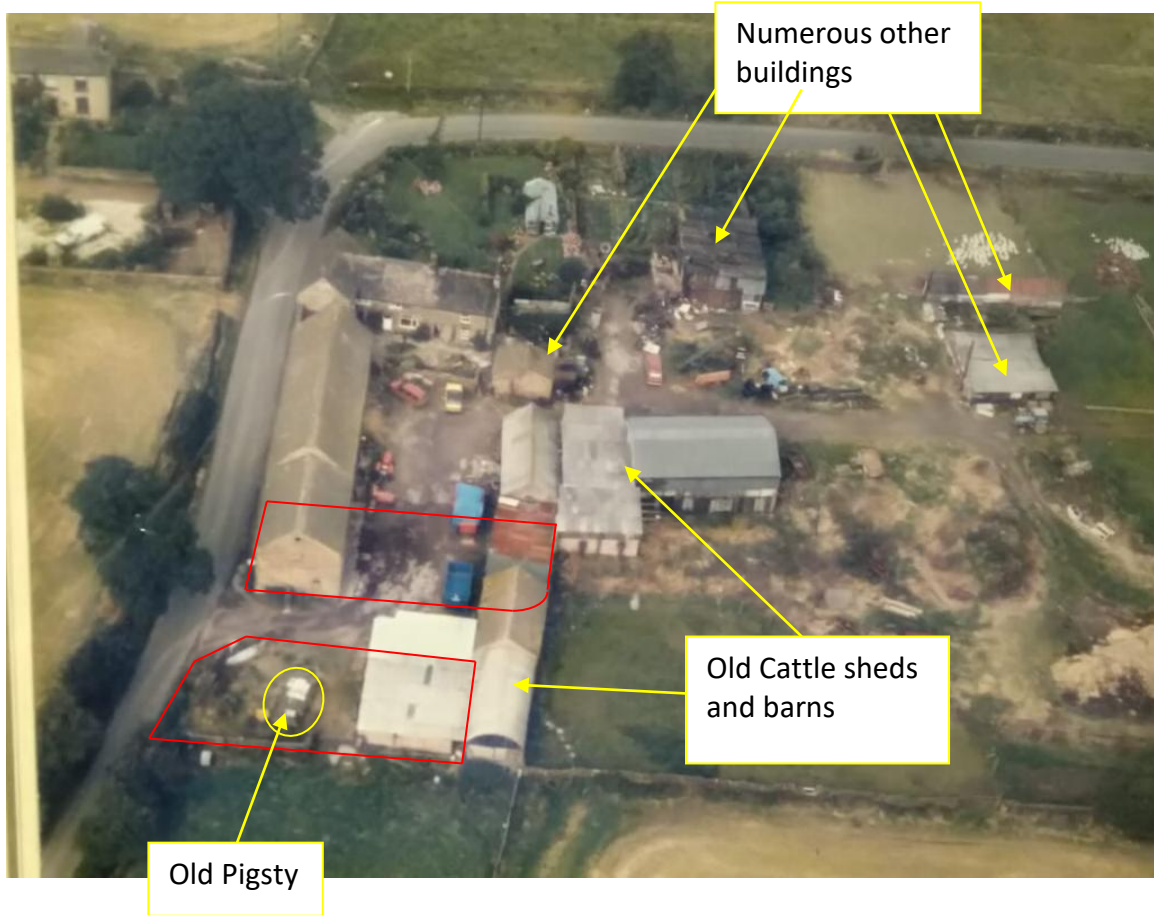 Numerous other
buildings
Old Cattle sheds
and barns
Old Pigsty